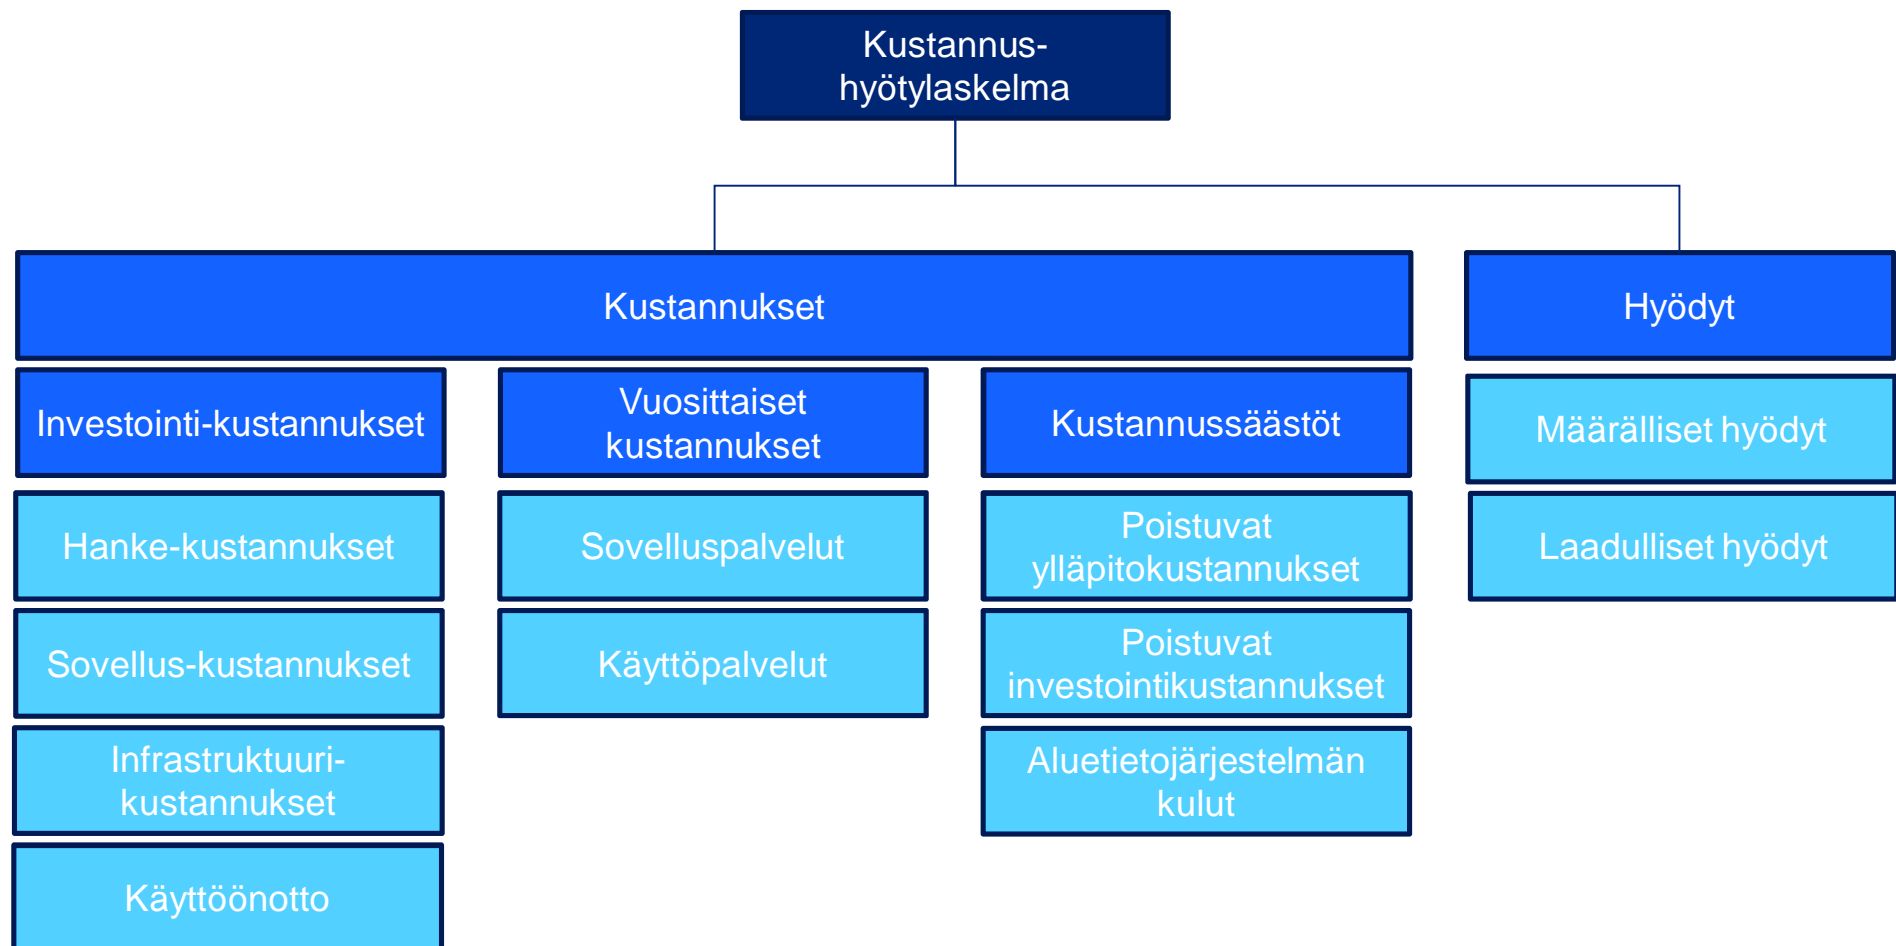 Kustannus-
hyötylaskelma
Kustannukset
Hyödyt
Investointi-kustannukset
Vuosittaiset
kustannukset
Kustannussäästöt
Määrälliset hyödyt
Hanke-kustannukset
Sovelluspalvelut
Poistuvat
ylläpitokustannukset
Laadulliset hyödyt
Sovellus-kustannukset
Käyttöpalvelut
Poistuvat
investointikustannukset
Infrastruktuuri-
kustannukset
Aluetietojärjestelmän
kulut
Käyttöönotto